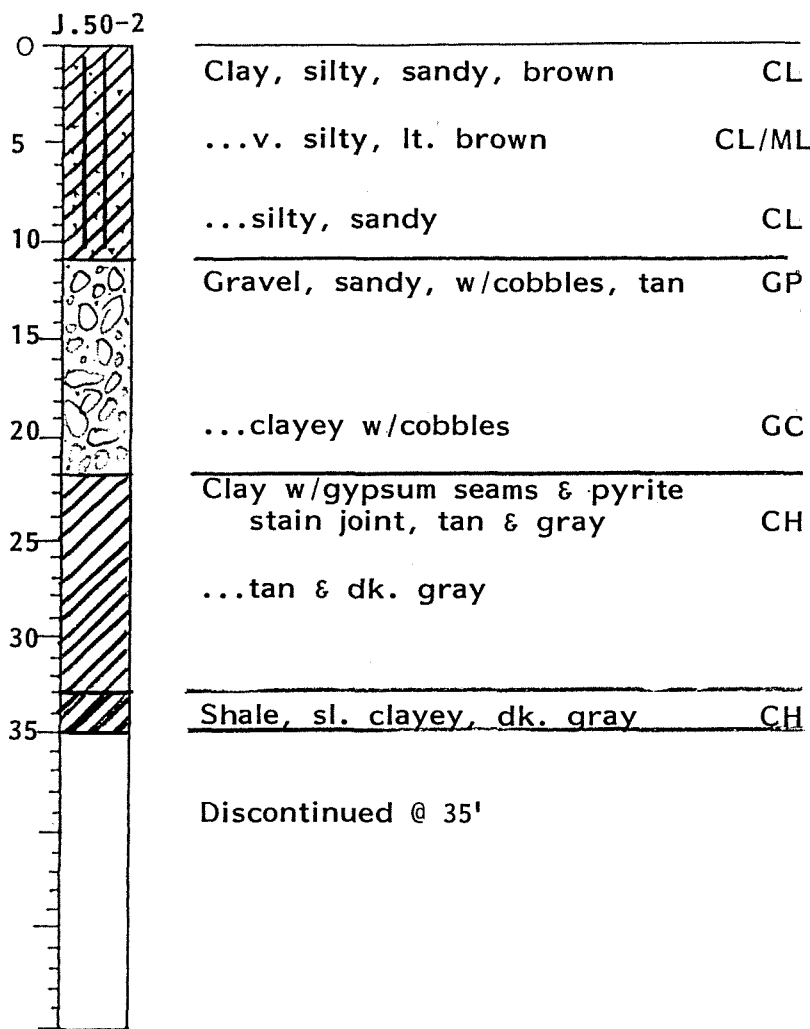 J.50-2
0
Clay, silty, sandy, brown CL
5
...v. silty, lt. brown CL/ML
...silty, sandy CL
10
Gravel, sandy, w/cobbles, tan GP
15
20
...clayey w/cobbles GC
Clay w/gypsum seams & pyrite
stain joint, tan & gray CH
25
...tan & dk. gray
30
Shale, sl. clayey, dk. gray CH
35
Discontinued @ 35'